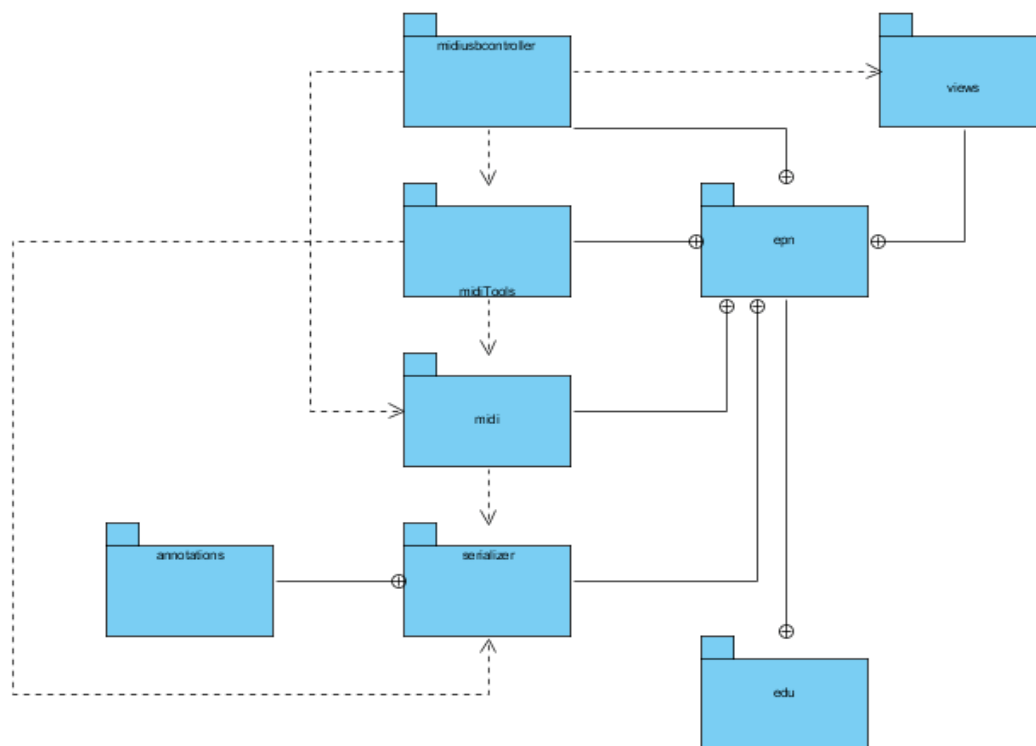 midiusbcontroller
views
epn
midiTools
midi
annotations
serializer
edu